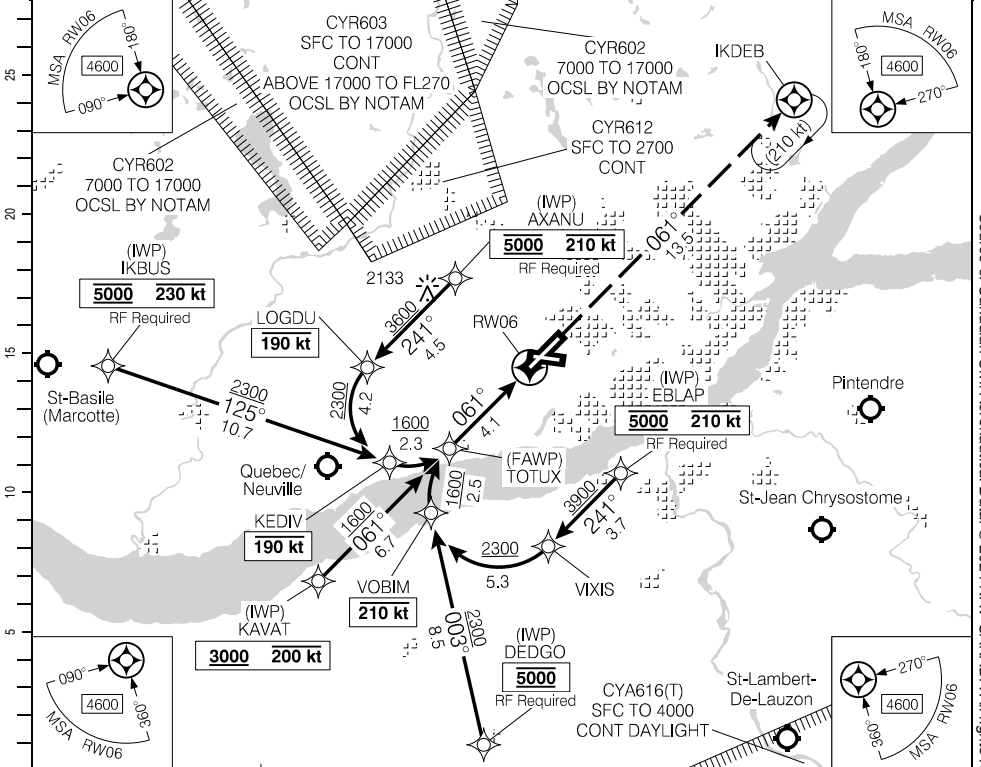 MSA RW06
180°
4600
090°
CYR603
SFC TO 17000
CONT
ABOVE 17000 TO FL270
OCSL BY NOTAM
CYR602
7000 TO 17000
OCSL BY NOTAM
IKDEB
MSA RW06
180°
4600
270°
(210 kt)
CYR612
SFC TO 2700
CONT
CYR602
7000 TO 17000
OCSL BY NOTAM
25
20
15
10
5
(IWP)
AXANU
5000 210 kt
RF Required
061°
13.5
(IWP)
IKBUS
5000 230 kt
RF Required
2133
3600
241°
4.5
LOGDU
190 kt
RW06
St-Basile
(Marcotte)
2300
125°
10.7
2300
4.2
1600
2.3
061°
4.1
(IWP)
EBLAP
5000 210 kt
RF Required
Pintendre
Quebec/
Neuville
(FAWP)
TOTUX
1600
2.5
3900
241°
3.7
St-Jean Chrysostome
KEDIV
190 kt
1600
061°
6.7
2300
5.3
VIXIS
VOBIM
210 kt
(IWP)
KAVAT
3000 200 kt
2300
003°
8.5
(IWP)
DEDGO
5000
RF Required
CYA616(T)
SFC TO 4000
CONT DAYLIGHT
St-Lambert-
De-Lauzon
090°
4600
360°
MSA RW06
270°
4600
360°
MSA RW06